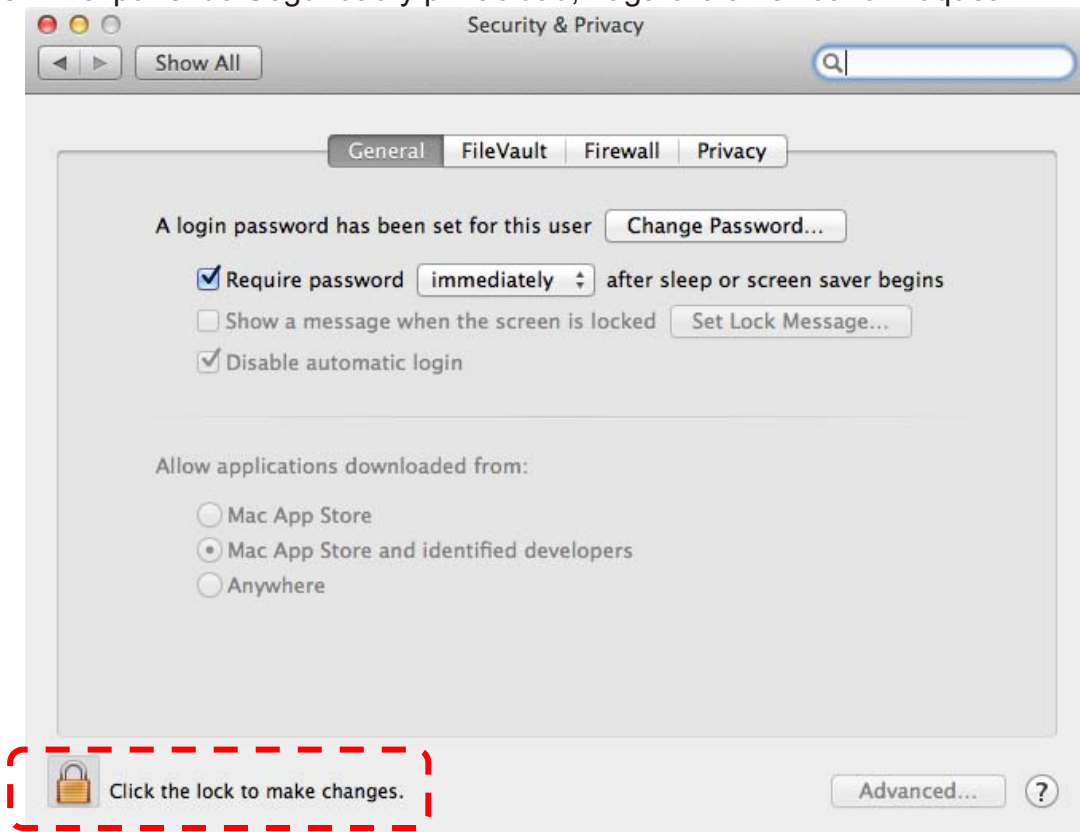 Security & Privacy
Show All
General FileVault Firewall Privacy
A login password has been set for this user Change Password...
Require password immediately after sleep or screen saver begins
Show a message when the screen is locked Set Lock Message...
Disable automatic login
Allow applications downloaded from:
Mac App Store
Mac App Store and identified developers
Anywhere
Click the lock to make changes.
Advanced... ?